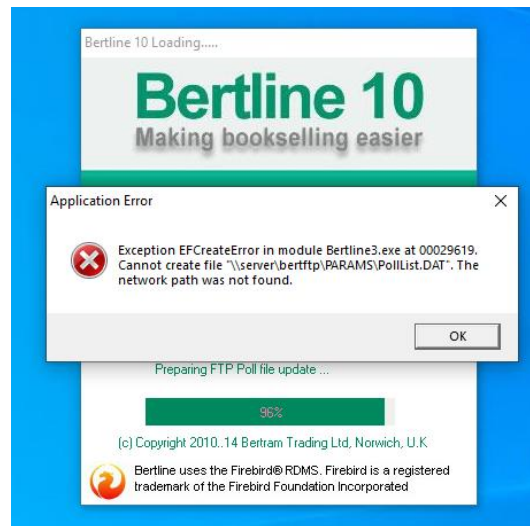 Bertline 10 Loading.....
Bertline 10
Making bookselling easier
Application Error
Exception EFCreateError in module Bertline3.exe at 00029619.
Cannot create file "\\server\bertftp\PARAMS\PollList.DAT". The
network path was not found.
OK
Preparing FTP Poll file update ...
96%
(c) Copyright 2010..14 Bertram Trading Ltd, Norwich, U.K
Bertline uses the Firebird® RDMS. Firebird is a registered
trademark of the Firebird Foundation Incorporated